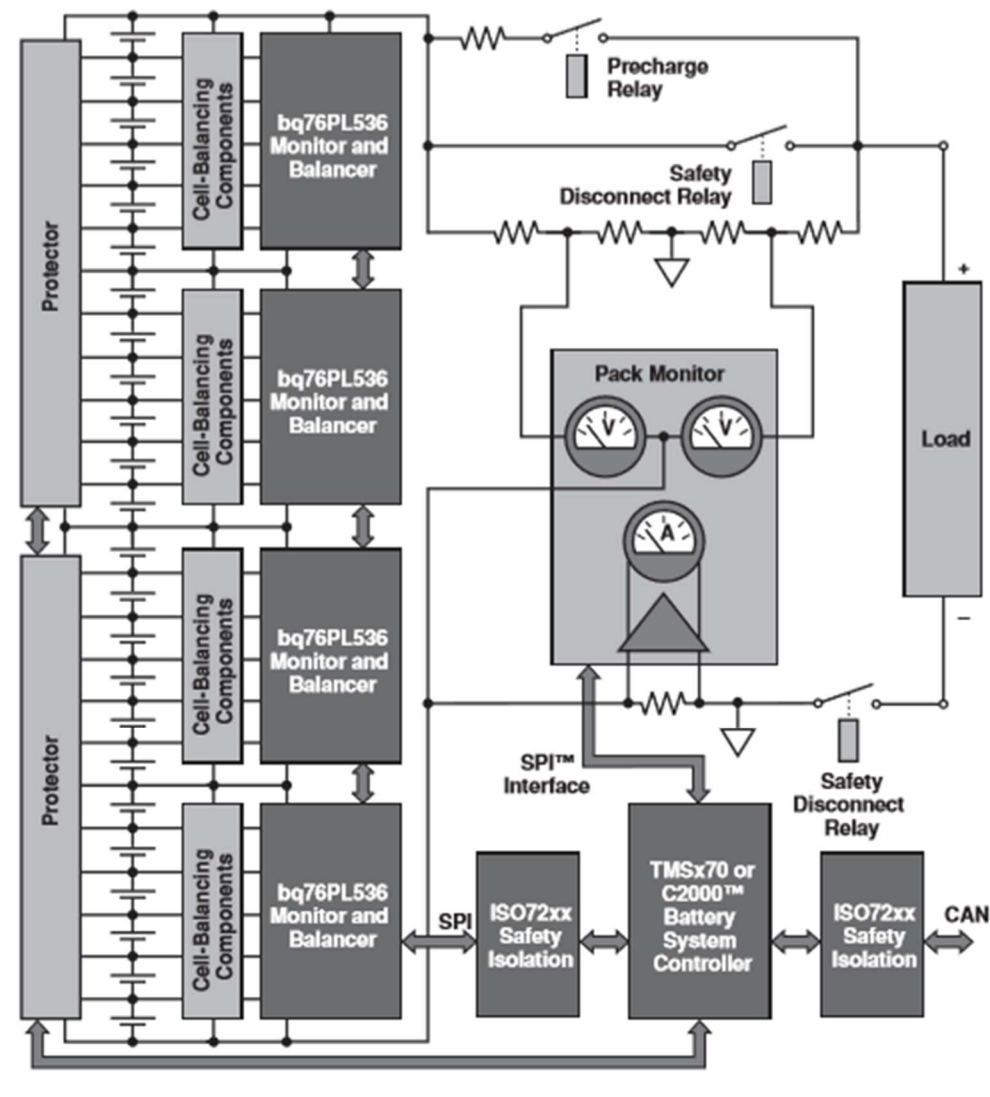 Protector
Cell-Balancing
Components
bq76PL536
Monitor and
Balancer
Cell-Balancing
Components
bq76PL536
Monitor and
Balancer
Protector
Cell-Balancing
Components
bq76PL536
Monitor and
Balancer
Cell-Balancing
Components
bq76PL536
Monitor and
Balancer
Precharge
Relay
Safety
Disconnect Relay
Pack Monitor
V
V
A
+
Load
–
SPI™
Interface
Safety
Disconnect
Relay
SPI
ISO72xx
Safety
Isolation
TMSx70 or
C2000™
Battery
System
Controller
ISO72xx
Safety
Isolation
CAN